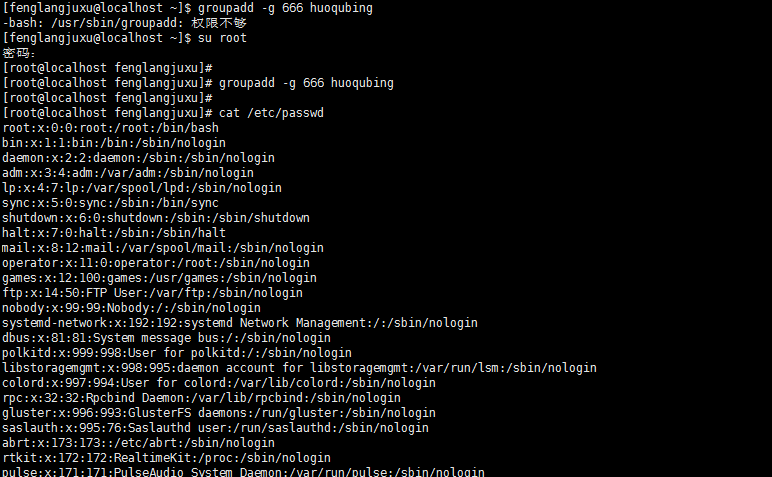 [fenglangjuxu@localhost ~]$ groupadd -g 666 huoqubing
-bash: /usr/sbin/groupadd: 权限不够
[fenglangjuxu@localhost ~]$ su root
密码：
[root@localhost fenglangjuxu]#
[root@localhost fenglangjuxu]# groupadd -g 666 huoqubing
[root@localhost fenglangjuxu]#
[root@localhost fenglangjuxu]# cat /etc/passwd
root:x:0:0:root:/root:/bin/bash
bin:x:1:1:bin:/bin:/sbin/nologin
daemon:x:2:2:daemon:/sbin:/sbin/nologin
adm:x:3:4:adm:/var/adm:/sbin/nologin
lp:x:4:7:lp:/var/spool/lpd:/sbin/nologin
sync:x:5:0:sync:/sbin:/bin/sync
shutdown:x:6:0:shutdown:/sbin:/sbin/shutdown
halt:x:7:0:halt:/sbin:/sbin/halt
mail:x:8:12:mail:/var/spool/mail:/sbin/nologin
operator:x:11:0:operator:/root:/sbin/nologin
games:x:12:100:games:/usr/games:/sbin/nologin
ftp:x:14:50:FTP User:/var/ftp:/sbin/nologin
nobody:x:99:99:Nobody:/:/sbin/nologin
systemd-network:x:192:192:systemd Network Management:/:/sbin/nologin
dbus:x:81:81:System message bus:/:/sbin/nologin
polkitd:x:999:998:User for polkitd:/:/sbin/nologin
libstoragemgmt:x:998:995:daemon account for libstoragemgmt:/var/run/lsm:/sbin/nologin
colord:x:997:994:User for colord:/var/lib/colord:/sbin/nologin
rpc:x:32:32:Rpcbind Daemon:/var/lib/rpcbind:/sbin/nologin
gluster:x:996:993:GlusterFS daemons:/run/gluster:/sbin/nologin
saslauth:x:995:76:Saslauthd user:/run/saslauthd:/sbin/nologin
abrt:x:173:173::/etc/abrt:/sbin/nologin
rtkit:x:172:172:RealtimeKit:/proc:/sbin/nologin
pulse:x:171:171:PulseAudio System Daemon:/var/run/pulse:/sbin/nologin